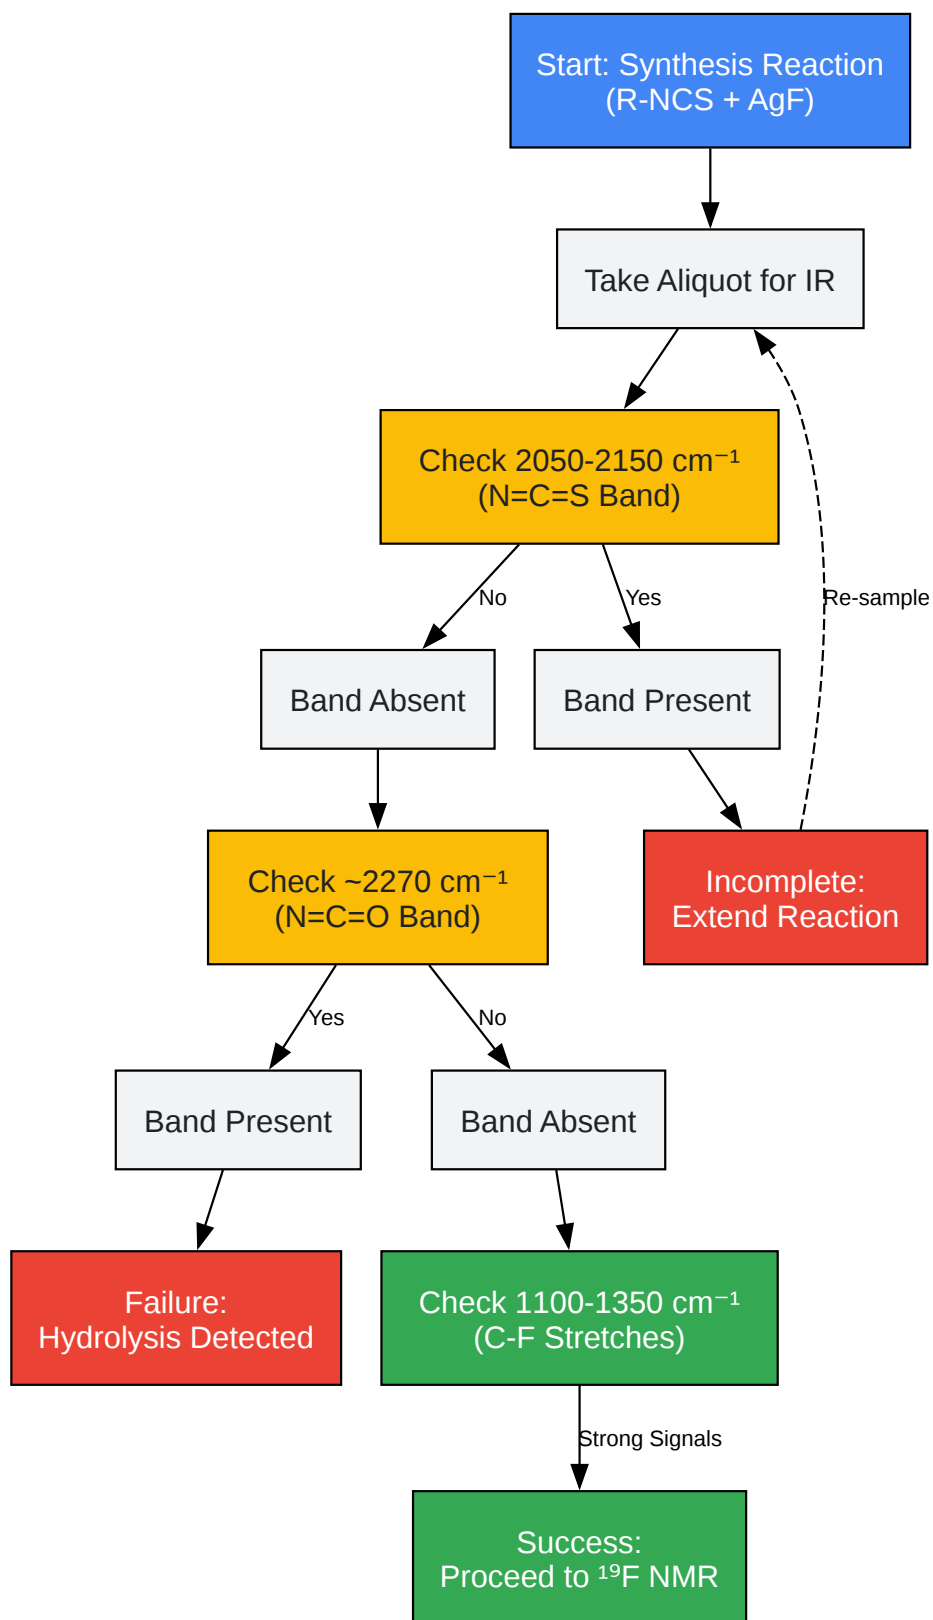 Start: Synthesis Reaction
(R-NCS + AgF)
Take Aliquot for IR
Check 2050-2150 cm⁻¹
(N=C=S Band)
No
Yes
Re-sample
Band Absent
Band Present
Check ~2270 cm⁻¹
(N=C=O Band)
Incomplete:
Extend Reaction
Yes
No
Band Present
Band Absent
Failure:
Hydrolysis Detected
Check 1100-1350 cm⁻¹
(C-F Stretches)
Strong Signals
Success:
Proceed to ¹⁹F NMR